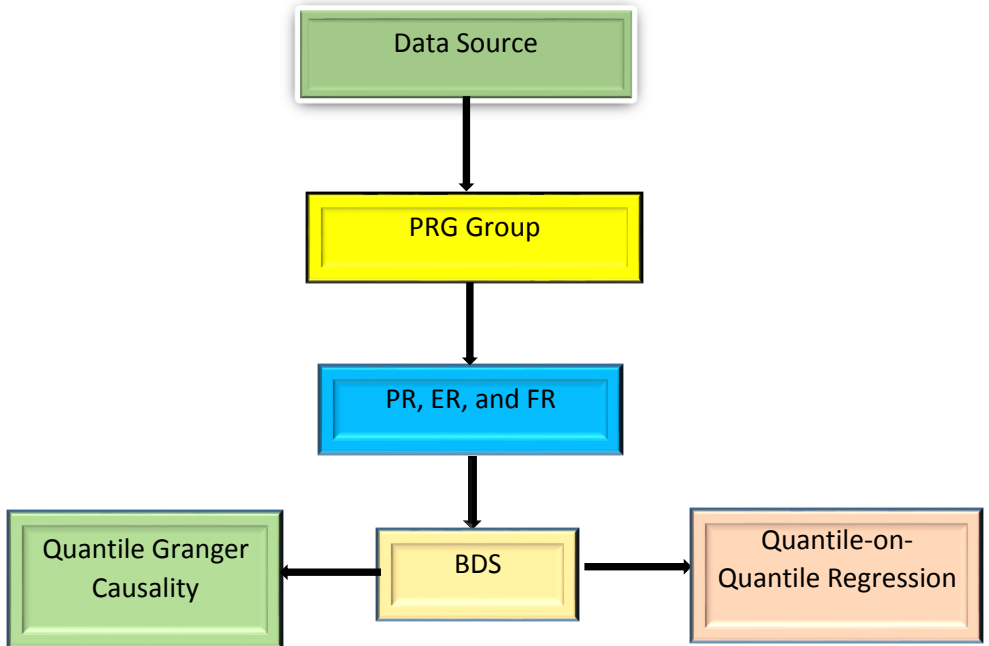 Data Source
PRG Group
PR, ER, and FR
Quantile Granger
Causality
BDS
Quantile-on-
Quantile Regression